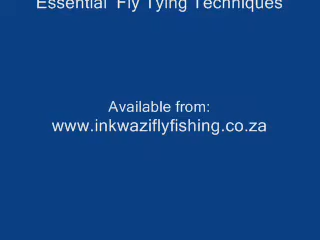 Essential Fly Tying Techniques
Available from:
www.inkwaziflyfishing.co.za